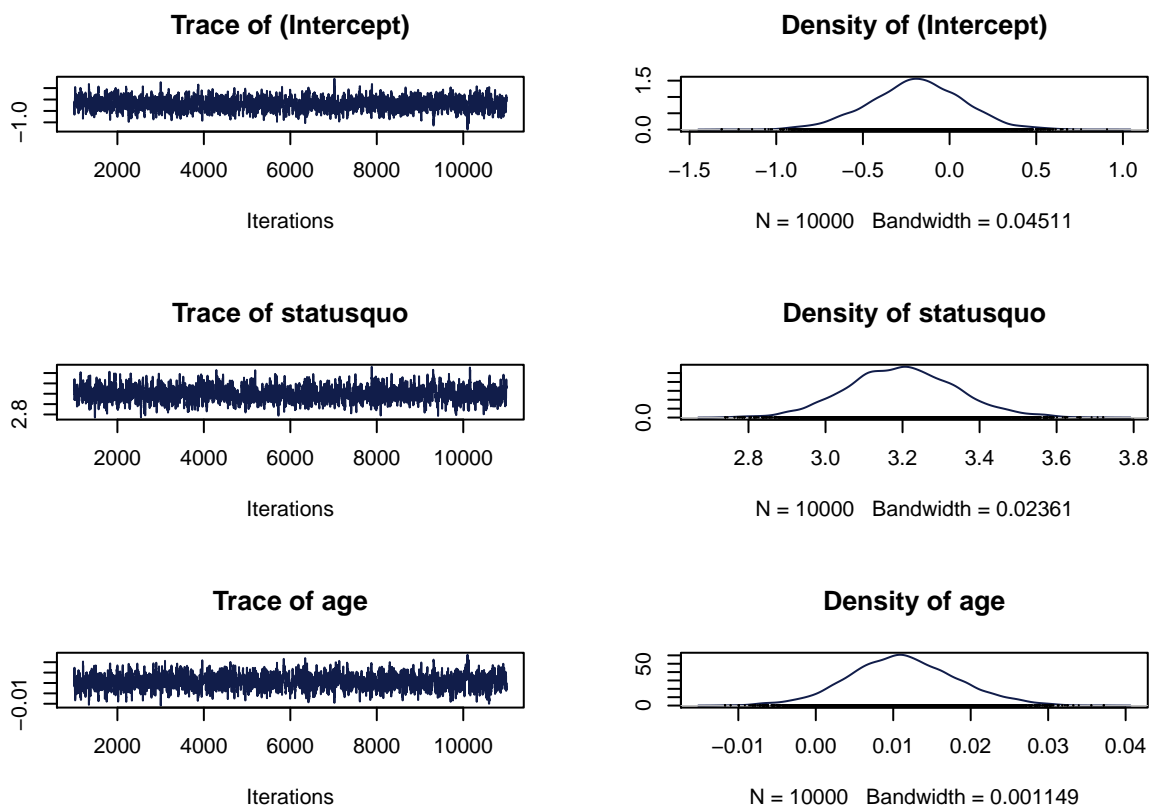 Trace of (Intercept)
−1.0
2000 4000 6000 8000 10000
Iterations
Density of (Intercept)
0.0 1.5
−1.5 −1.0 −0.5 0.0 0.5 1.0
N = 10000 Bandwidth = 0.04511
Trace of statusquo
2.8
2000 4000 6000 8000 10000
Iterations
Density of statusquo
0.0
2.8 3.0 3.2 3.4 3.6 3.8
N = 10000 Bandwidth = 0.02361
Trace of age
−0.01
2000 4000 6000 8000 10000
Iterations
Density of age
0 50
−0.01 0.00 0.01 0.02 0.03 0.04
N = 10000 Bandwidth = 0.001149